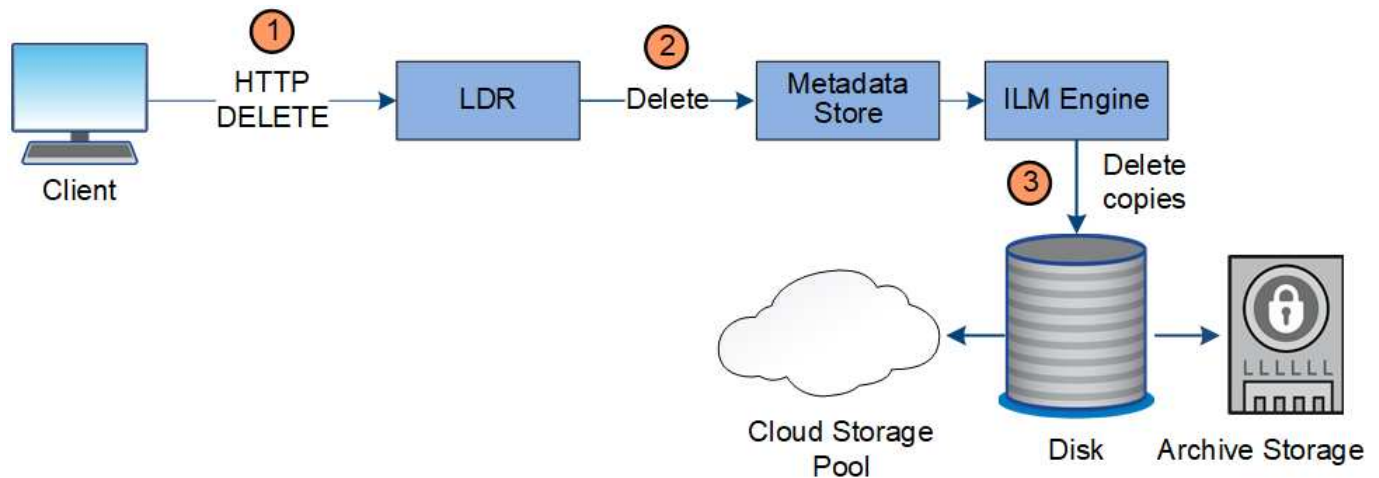 1
HTTP
DELETE
2
Delete
LDR
Metadata
Store
ILM Engine
Client
3
Delete
copies
LLLLLL
Cloud Storage
Pool
Disk
Archive Storage